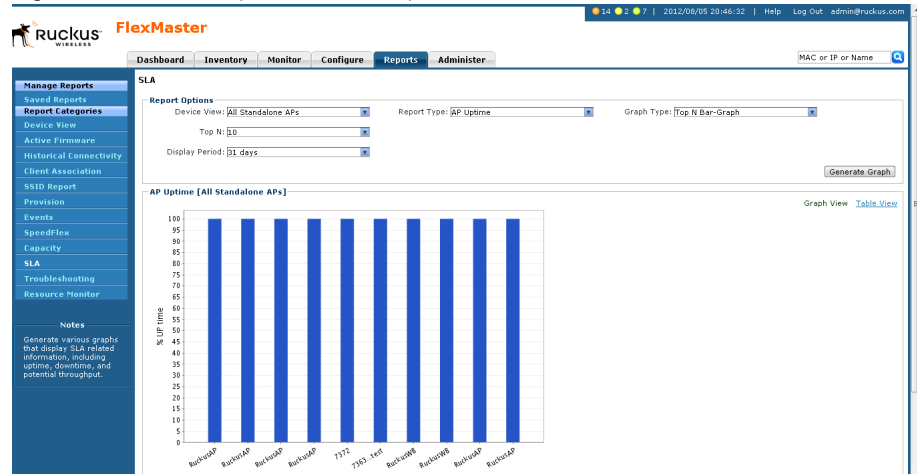 14 2 7 | 2012/08/05 20:46:32 | Help Log Out admin@ruckus.com
Ruckus WIRELESS
FlexMaster
Dashboard Inventory Monitor Configure Reports Administer
MAC or IP or Name
Manage Reports
Saved Reports
Report Categories
Device View
Active Firmware
Historical Connectivity
Client Association
SSID Report
Provision
Events
SpeedFlex
Capacity
SLA
Troubleshooting
Resource Monitor
Notes
Generate various graphs
that display SLA related
information, including
uptime, downtime, and
potential throughput.
SLA
Report Options
Device View: All Standalone APs Report Type: AP Uptime Graph Type: Top N Bar-Graph
Top N: 10
Display Period: 31 days
Generate Graph
AP Uptime [All Standalone APs]
Graph View Table View
100
95
90
85
80
75
70
65
60
55
50
45
40
35
30
25
20
15
10
5
0
% UP time
RuckusAP RuckusAP RuckusAP RuckusAP 7372 7363...test RuckusWB RuckusWB RuckusAP RuckusAP